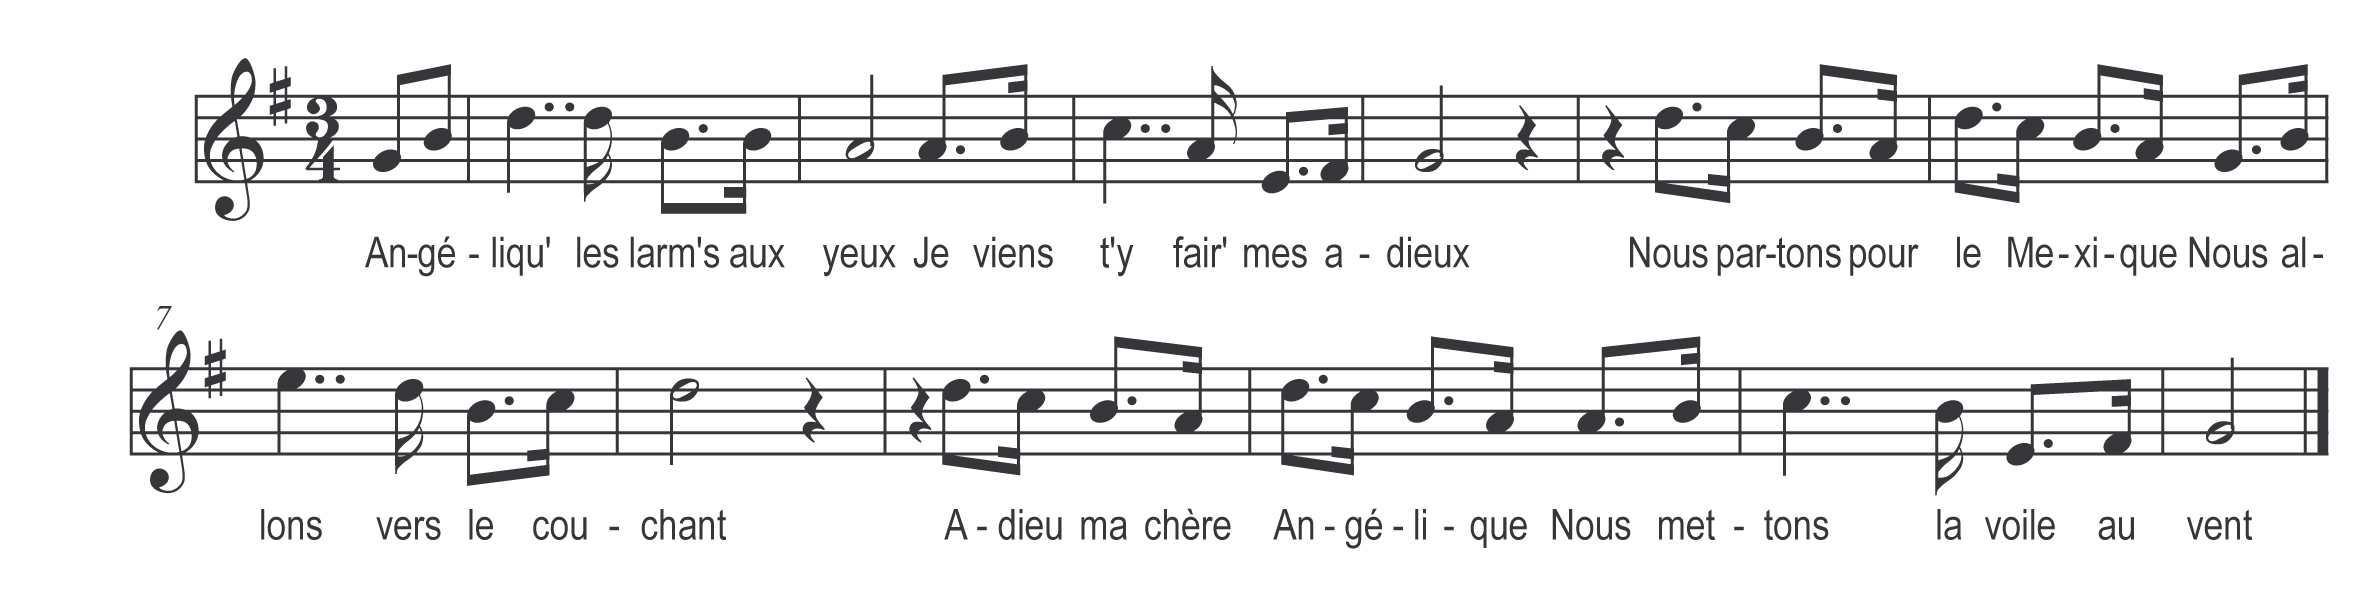 3
4
An-gé - liqu' les larm's aux yeux Je viens t'y fair' mes a - dieux Nous par-tons pour le Me-xi-que Nous al-
7
lons vers le cou - chant A - dieu ma chère An - gé - li - que Nous met - tons la voile au vent